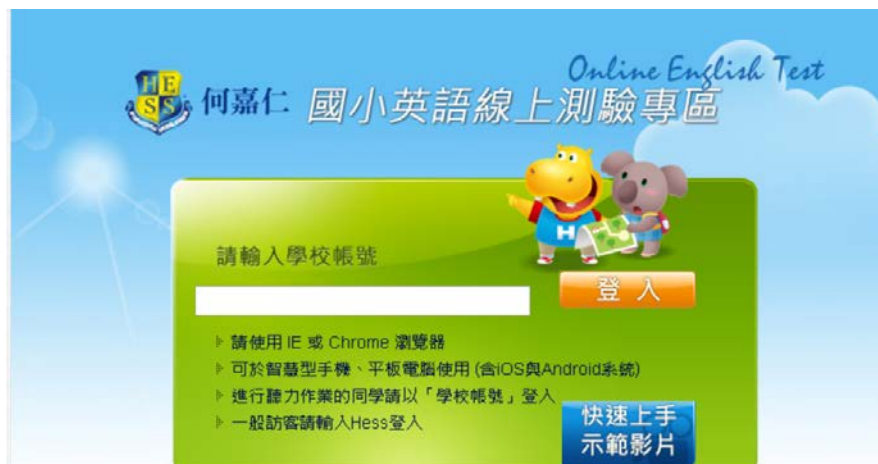 Online English Test
HESS 何嘉仁 國小英語線上測驗專區
H
請輸入學校帳號
登 入
請使用 IE 或 Chrome 瀏覽器
可於智慧型手機、平板電腦使用 (含iOS與Android系統)
進行聽力作業的同學請以「學校帳號」登入
一般訪客請輸入Hess登入
快速上手
示範影片